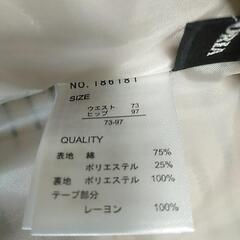 NO. 186181
SIZE
ウエスト 73
ヒップ 97
73-97
QUALITY
表地 綿 75%
ポリエステル 25%
裏地 ポリエステル 100%
テープ部分
レーヨン 100%